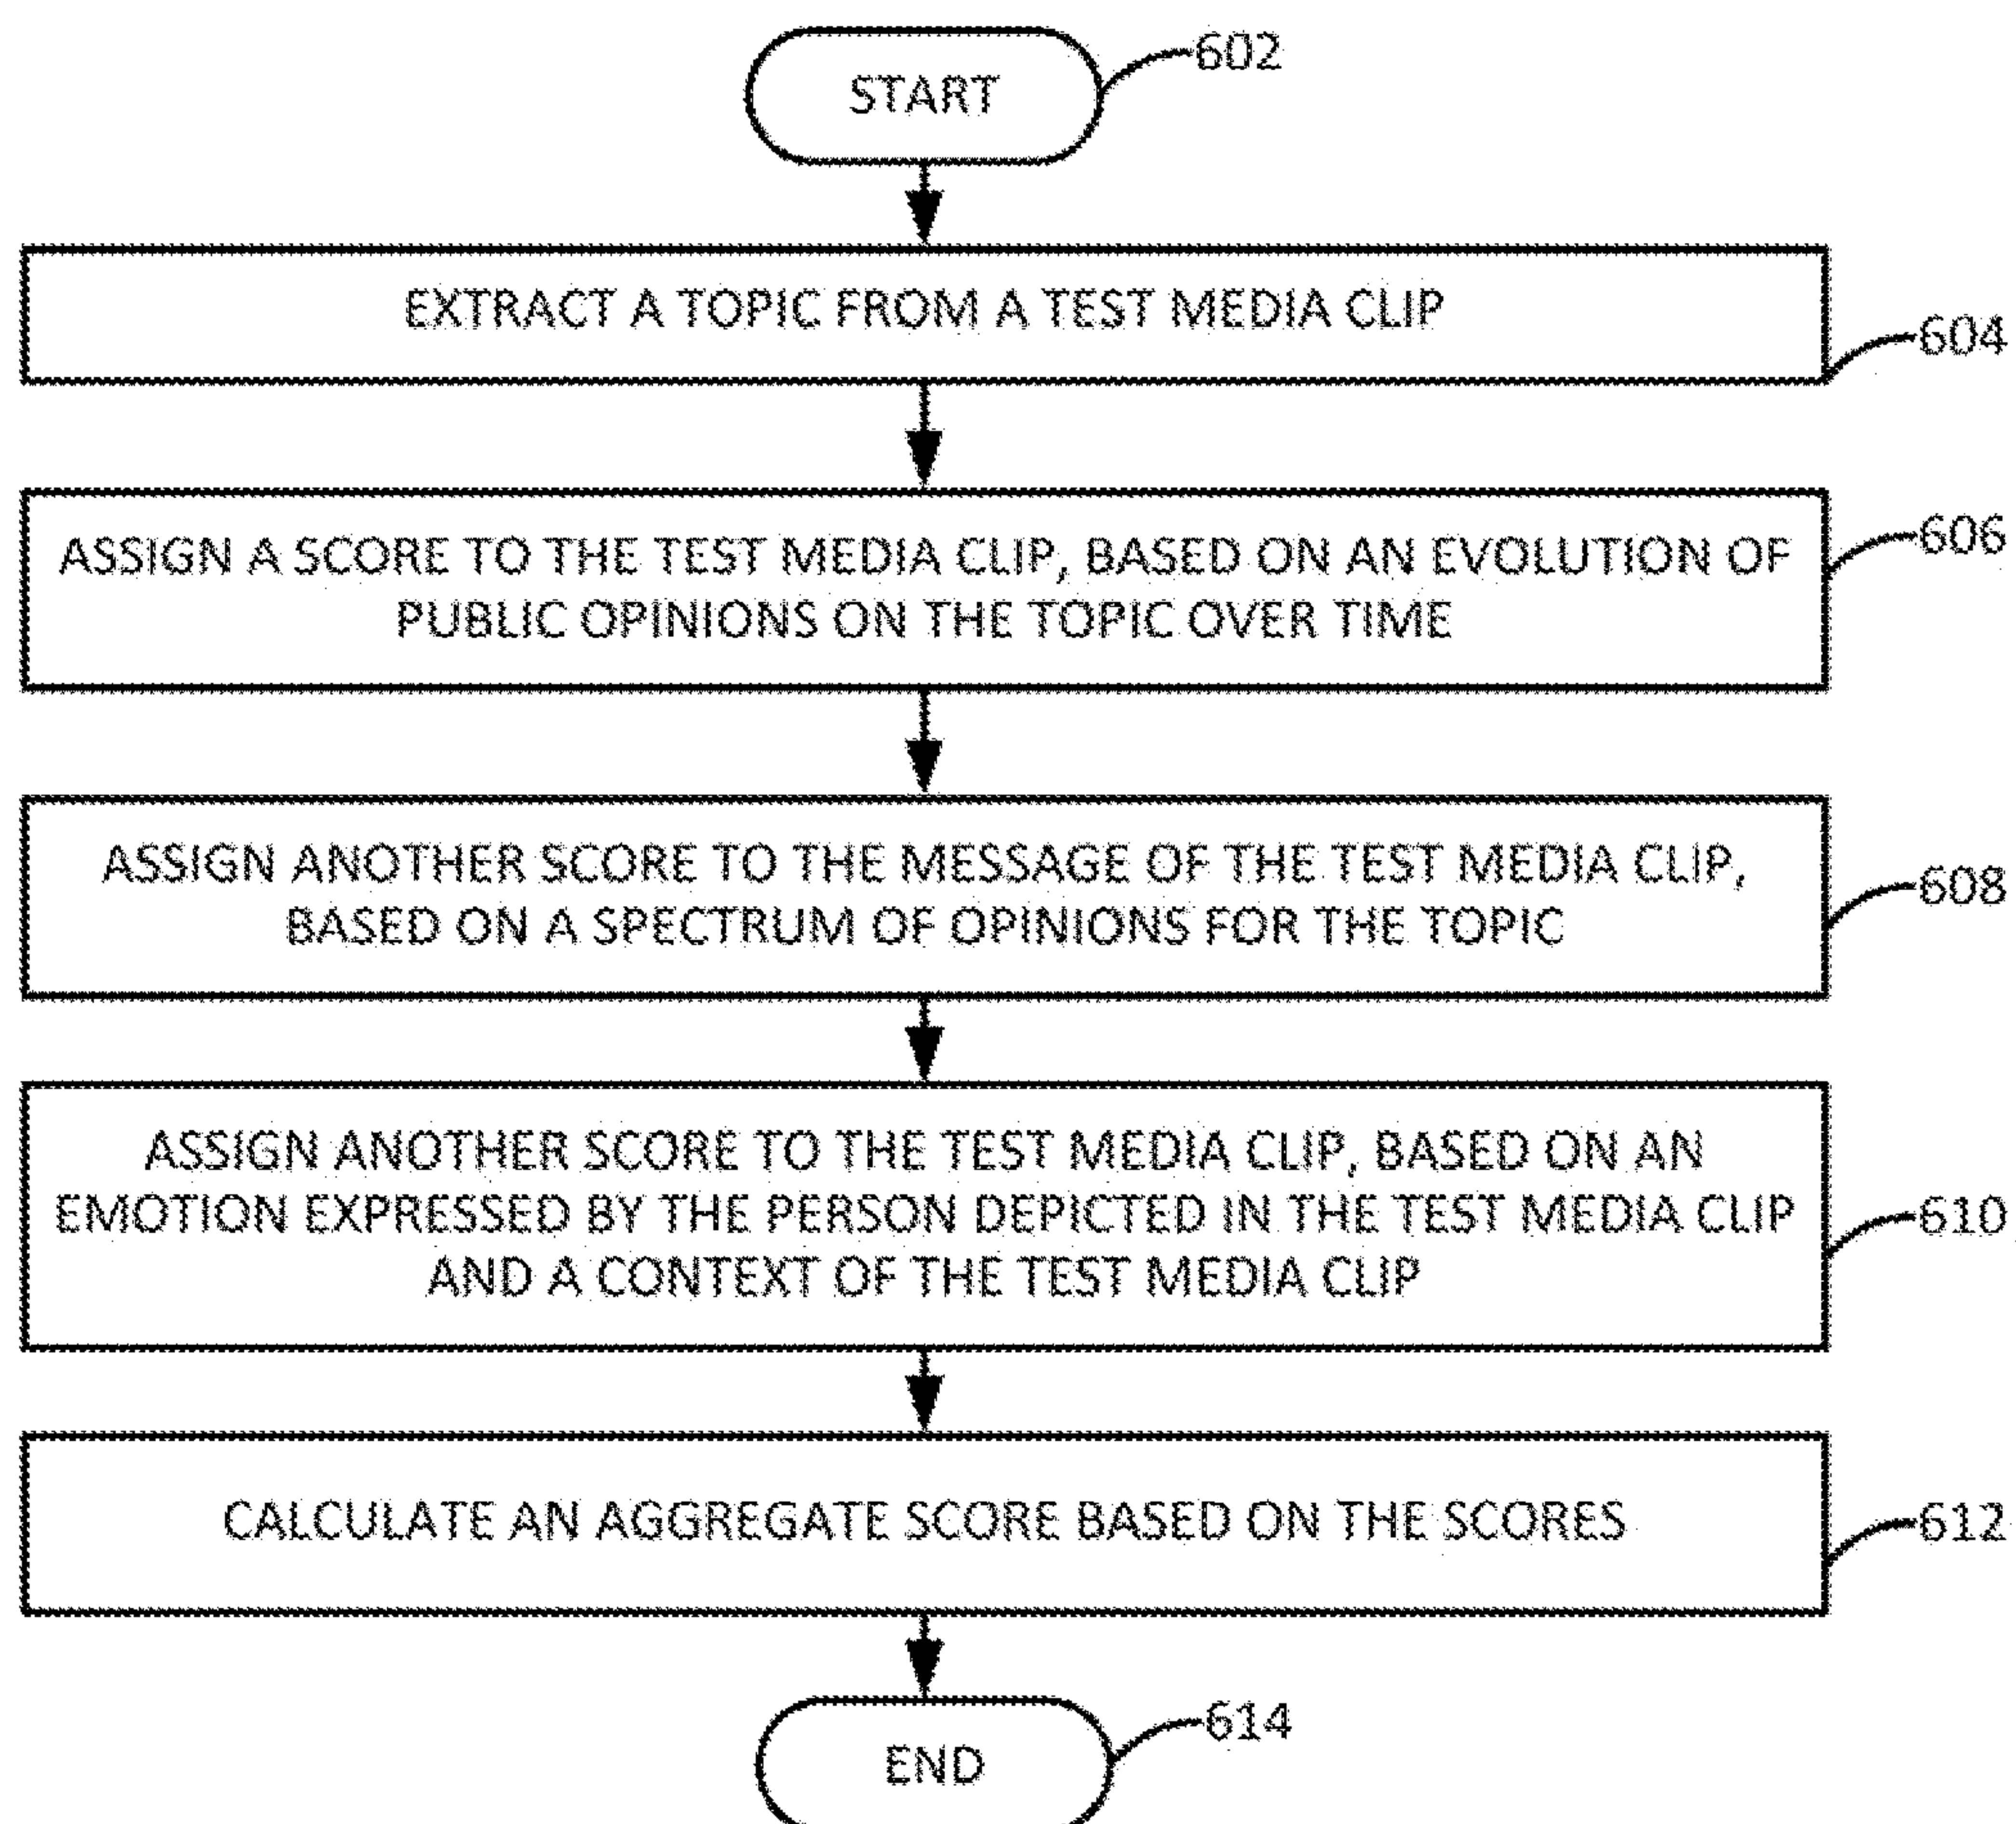 START
602
EXTRACT A TOPIC FROM A TEST MEDIA CLIP
604
ASSIGN A SCORE TO THE TEST MEDIA CLIP, BASED ON AN EVOLUTION OF
PUBLIC OPINIONS ON THE TOPIC OVER TIME
606
ASSIGN ANOTHER SCORE TO THE MESSAGE OF THE TEST MEDIA CLIP,
BASED ON A SPECTRUM OF OPINIONS FOR THE TOPIC
608
ASSIGN ANOTHER SCORE TO THE TEST MEDIA CLIP, BASED ON AN
EMOTION EXPRESSED BY THE PERSON DEPICTED IN THE TEST MEDIA CLIP
AND A CONTEXT OF THE TEST MEDIA CLIP
610
CALCULATE AN AGGREGATE SCORE BASED ON THE SCORES
612
END
614